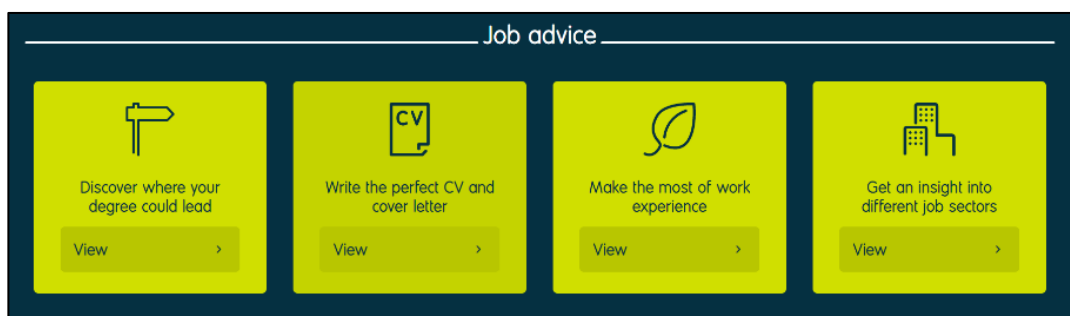 Job advice
CV
Discover where your
degree could lead
View
Write the perfect CV and
cover letter
View
Make the most of work
experience
View
Get an insight into
different job sectors
View